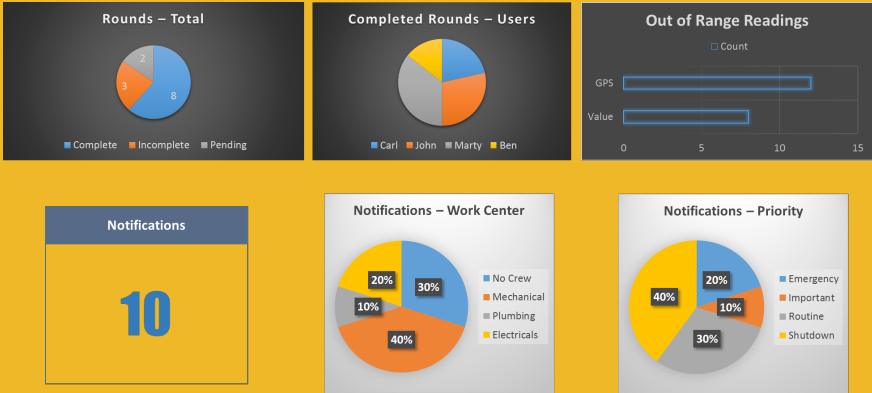 Rounds – Total
2
3
8
Complete Incomplete Pending
Completed Rounds – Users
Carl John Marty Ben
Out of Range Readings
Count
GPS
Value
0 5 10 15
Notifications
10
Notifications – Work Center
20%
30%
10%
40%
No Crew
Mechanical
Plumbing
Electricals
Notifications – Priority
20%
40%
10%
30%
Emergency
Important
Routine
Shutdown